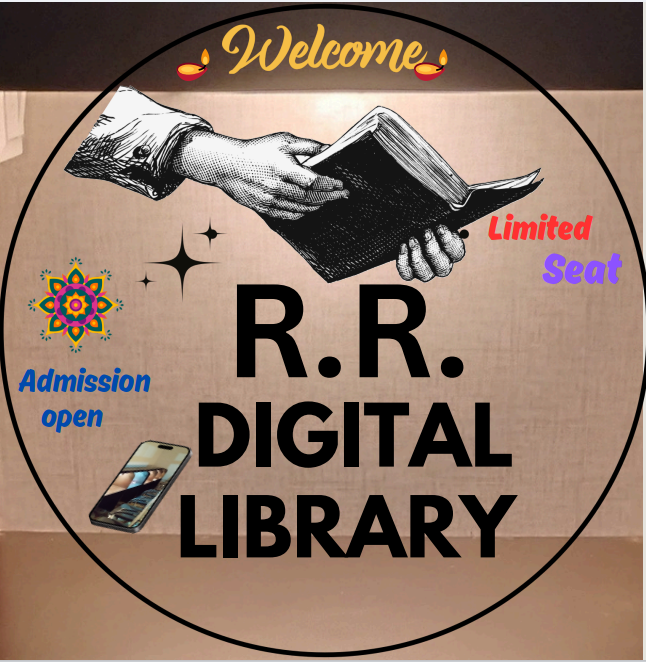 Welcome
Limited
Seat
R.R.
Admission
open
DIGITAL
LIBRARY